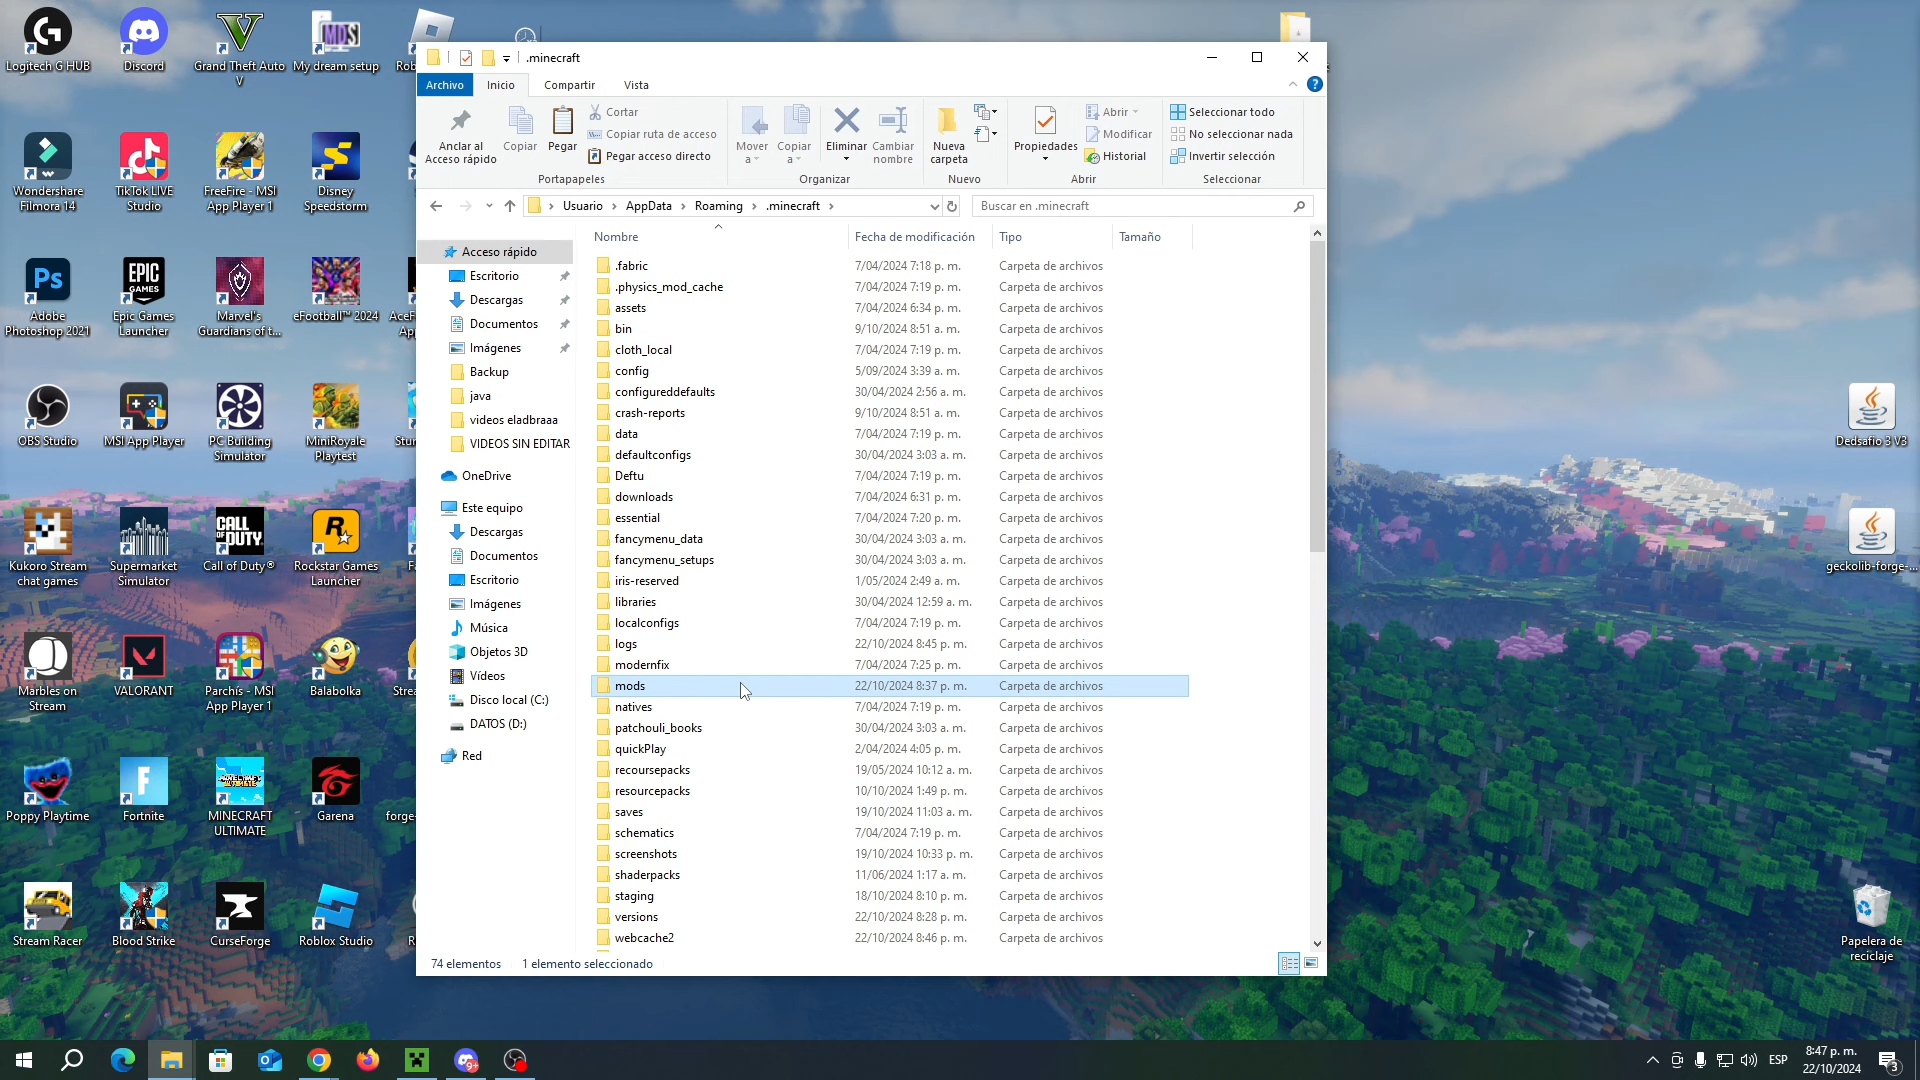 Logitech G HUB
Discord
Grand Theft Auto
V
My dream setup
MDS
.minecraft
Archivo
Inicio
Compartir
Vista
Anclar al
Acceso rápido
Copiar
Pegar
Cortar
Copiar ruta de acceso
Pegar acceso directo
Portapapeles
Mover
a
Copiar
a
Eliminar
Cambiar
nombre
Organizar
Nueva
carpeta
Nuevo
Propiedades
Abrir
Modificar
Historial
Abrir
Seleccionar todo
No seleccionar nada
Invertir selección
Seleccionar
Usuario > AppData > Roaming > .minecraft >
Buscar en .minecraft
Nombre Fecha de modificación Tipo Tamaño
.fabric 7/04/2024 7:18 p. m. Carpeta de archivos
.physics_mod_cache 7/04/2024 7:19 p. m. Carpeta de archivos
assets 7/04/2024 6:34 p. m. Carpeta de archivos
bin 9/10/2024 8:51 a. m. Carpeta de archivos
cloth_local 7/04/2024 7:19 p. m. Carpeta de archivos
config 5/09/2024 3:39 a. m. Carpeta de archivos
configureddefaults 30/04/2024 2:56 a. m. Carpeta de archivos
crash-reports 9/10/2024 8:51 a. m. Carpeta de archivos
data 7/04/2024 7:19 p. m. Carpeta de archivos
defaultconfigs 30/04/2024 3:03 a. m. Carpeta de archivos
Deftu 7/04/2024 7:19 p. m. Carpeta de archivos
downloads 7/04/2024 6:31 p. m. Carpeta de archivos
essential 7/04/2024 7:20 p. m. Carpeta de archivos
fancymenu_data 30/04/2024 3:03 a. m. Carpeta de archivos
fancymenu_setups 30/04/2024 3:03 a. m. Carpeta de archivos
iris-reserved 1/05/2024 2:49 a. m. Carpeta de archivos
libraries 30/04/2024 12:59 a. m. Carpeta de archivos
localconfigs 7/04/2024 7:19 p. m. Carpeta de archivos
logs 22/10/2024 8:45 p. m. Carpeta de archivos
modernfix 7/04/2024 7:25 p. m. Carpeta de archivos
mods 22/10/2024 8:37 p. m. Carpeta de archivos
natives 7/04/2024 7:19 p. m. Carpeta de archivos
patchouli_books 30/04/2024 3:03 a. m. Carpeta de archivos
quickPlay 2/04/2024 4:05 p. m. Carpeta de archivos
recoursepacks 19/05/2024 10:12 a. m. Carpeta de archivos
resourcepacks 10/10/2024 1:49 p. m. Carpeta de archivos
saves 19/10/2024 11:03 a. m. Carpeta de archivos
schematics 7/04/2024 7:19 p. m. Carpeta de archivos
screenshots 19/10/2024 10:33 p. m. Carpeta de archivos
shaderpacks 11/06/2024 1:17 a. m. Carpeta de archivos
staging 18/10/2024 8:10 p. m. Carpeta de archivos
versions 22/10/2024 8:28 p. m. Carpeta de archivos
webcache2 22/10/2024 8:46 p. m. Carpeta de archivos
Acceso rápido
Escritorio
Descargas
Documentos
Imágenes
Backup
java
videos eladbraaa
VIDEOS SIN EDITAR
OneDrive
Este equipo
Descargas
Documentos
Escritorio
Imágenes
Música
Objetos 3D
Vídeos
Disco local (C:)
DATOS (D:)
Red
74 elementos
1 elemento seleccionado
Wondershare
Filmora 14
TikTok LIVE
Studio
FreeFire - MSI
App Player 1
Disney
Speedstorm
Ps
Adobe
Photoshop 2021
EPIC
GAMES
Epic Games
Launcher
Marvel's
Guardians of t...
eFootball™ 2024
OBS Studio
MSI App Player
PC Building
Simulator
MiniRoyale
Playtest
Kukoro Stream
chat games
Supermarket
Simulator
CALL
OF DUTY
Call of Duty®
Rockstar Games
Launcher
Marbles on
Stream
VALORANT
Parchís - MSI
App Player 1
Balabolka
Poppy Playtime
Fortnite
MINECRAFT
ULTIMATE
Garena
Stream Racer
Blood Strike
CurseForge
Roblox Studio
Dedsafio 3 V3
geckolib-forge-...
Papelera de
reciclaje
9+
ESP
8:47 p. m.
22/10/2024
3